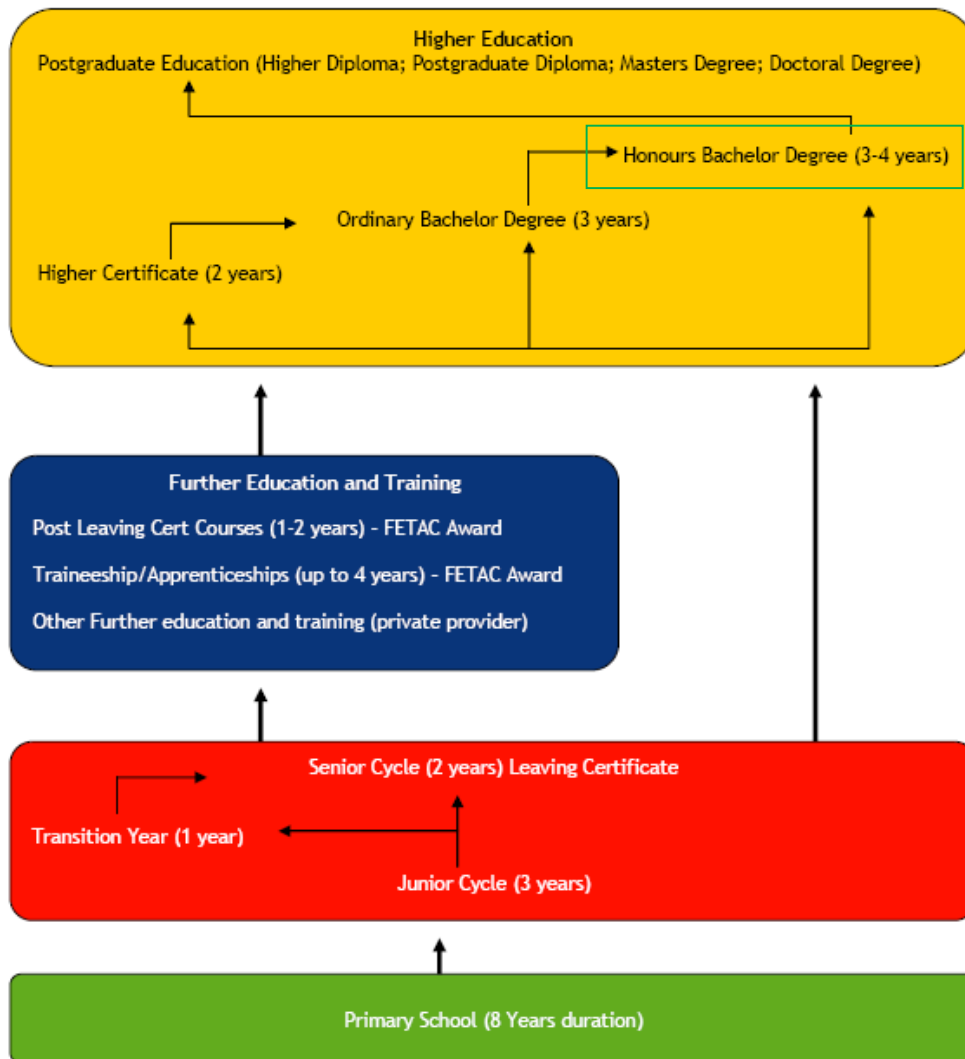 Higher Education
Postgraduate Education (Higher Diploma; Postgraduate Diploma; Masters Degree; Doctoral Degree)
Honours Bachelor Degree (3-4 years)
Ordinary Bachelor Degree (3 years)
Higher Certificate (2 years)
Further Education and Training
Post Leaving Cert Courses (1-2 years) - FETAC Award
Traineeship/Apprenticeships (up to 4 years) - FETAC Award
Other Further education and training (private provider)
Senior Cycle (2 years) Leaving Certificate
Transition Year (1 year)
Junior Cycle (3 years)
Primary School (8 Years duration)